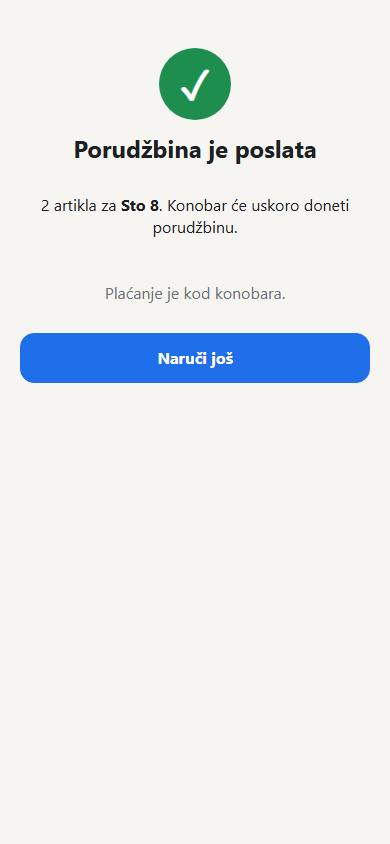 Porudžbina je poslata
2 artikla za Sto 8. Konobar će uskoro doneti
porudžbinu.
Plaćanje je kod konobara.
Naruči još